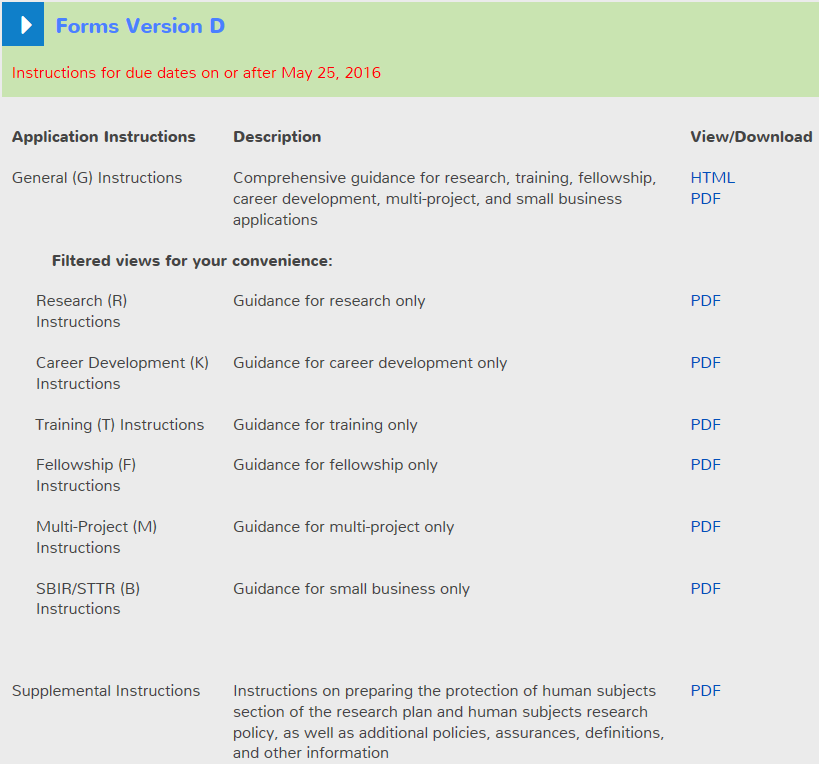 Forms Version D
Instructions for due dates on or after May 25, 2016
Application Instructions Description View/Download
General (G) Instructions Comprehensive guidance for research, training, fellowship, HTML
career development, multi-project, and small business PDF
applications
Filtered views for your convenience:
Research (R) Guidance for research only PDF
Instructions
Career Development (K) Guidance for career development only PDF
Instructions
Training (T) Instructions Guidance for training only PDF
Fellowship (F) Guidance for fellowship only PDF
Instructions
Multi-Project (M) Guidance for multi-project only PDF
Instructions
SBIR/STTR (B) Guidance for small business only PDF
Instructions
Supplemental Instructions Instructions on preparing the protection of human subjects PDF
section of the research plan and human subjects research
policy, as well as additional policies, assurances, definitions,
and other information